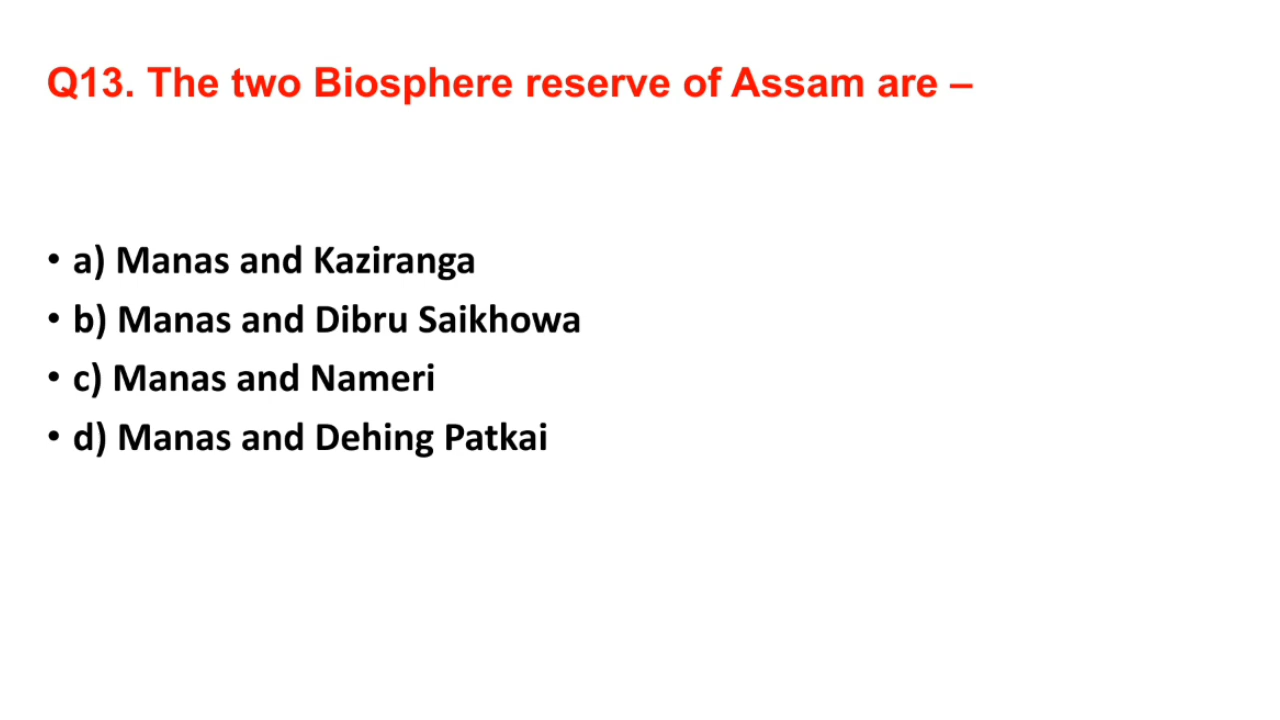 Q13. The two Biosphere reserve of Assam are –
• a) Manas and Kaziranga
• b) Manas and Dibru Saikhowa
• c) Manas and Nameri
• d) Manas and Dehing Patkai